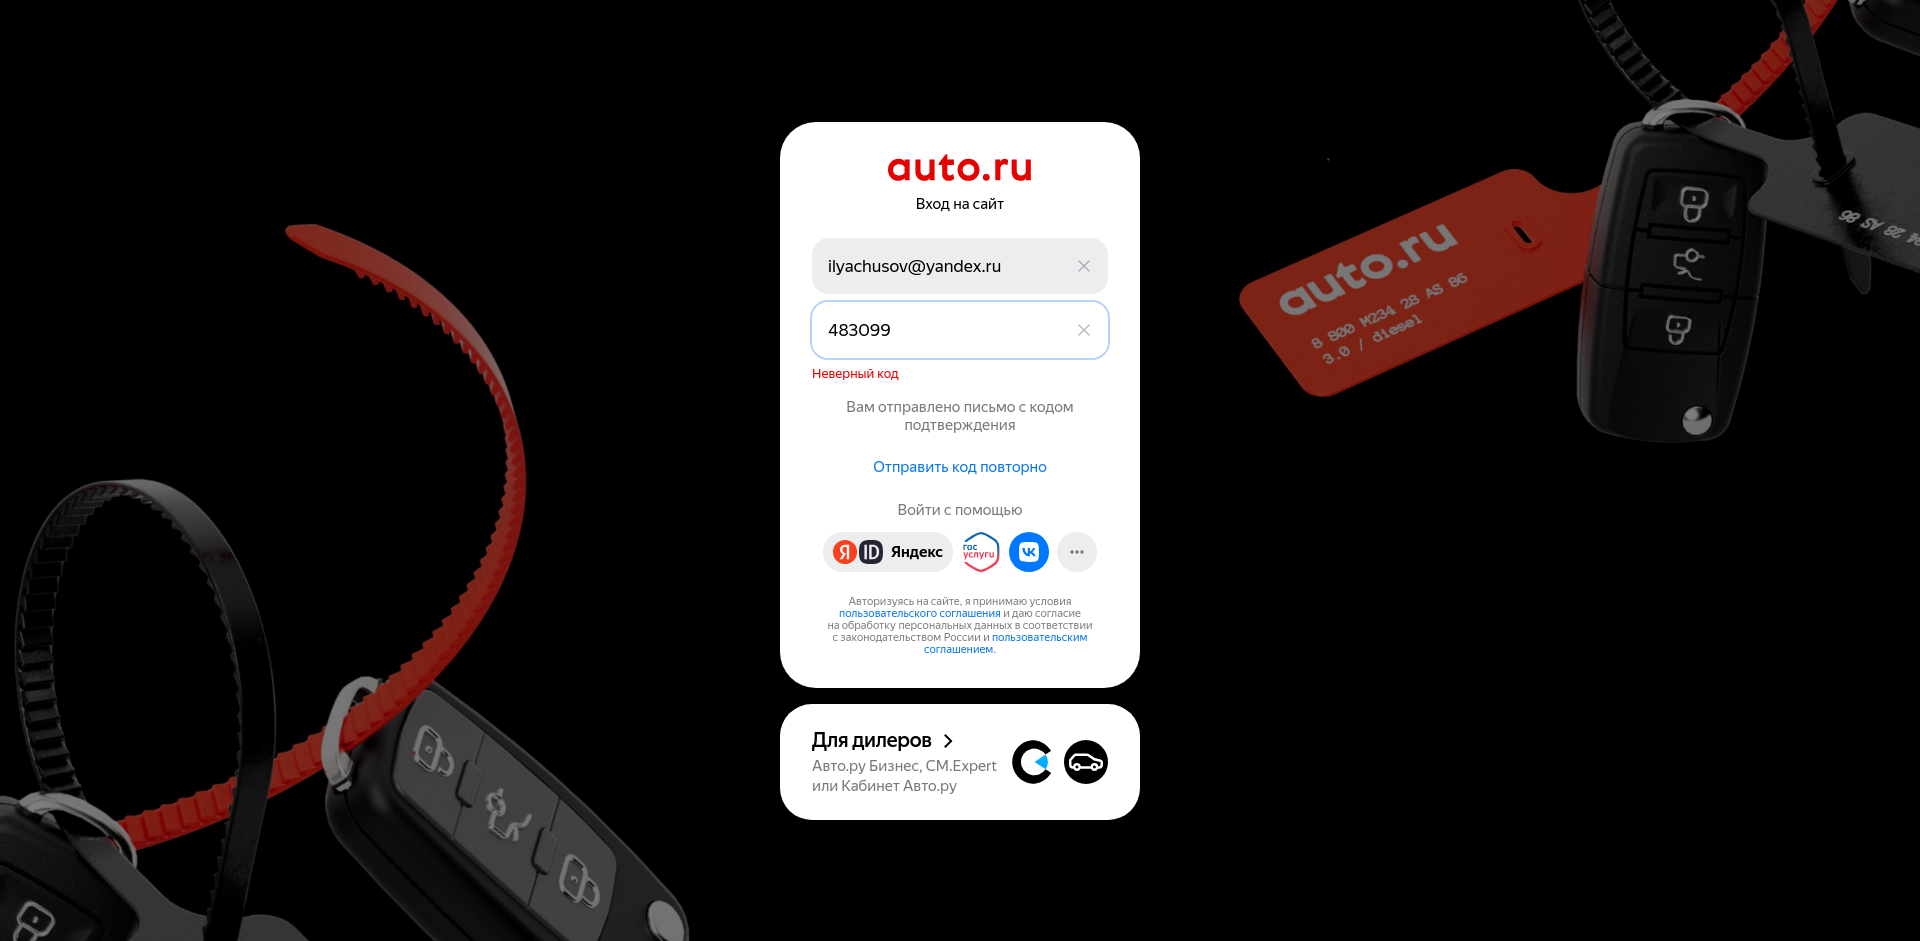 auto.ru
Вход на сайт
ilyachusov@yandex.ru
483099
Неверный код
Вам отправлено письмо с кодом
подтверждения
Отправить код повторно
Войти с помощью
Я ID Яндекс
гос
услуги
Авторизуясь на сайте, я принимаю условия
пользовательского соглашения и даю согласие
на обработку персональных данных в соответствии
с законодательством России и пользовательским
соглашением.
Для дилеров
Авто.ру Бизнес, CM.Expert
или Кабинет Авто.ру
auto.ru
8 800 M234 28 AS 86
3.0 / diesel
28 AS 86